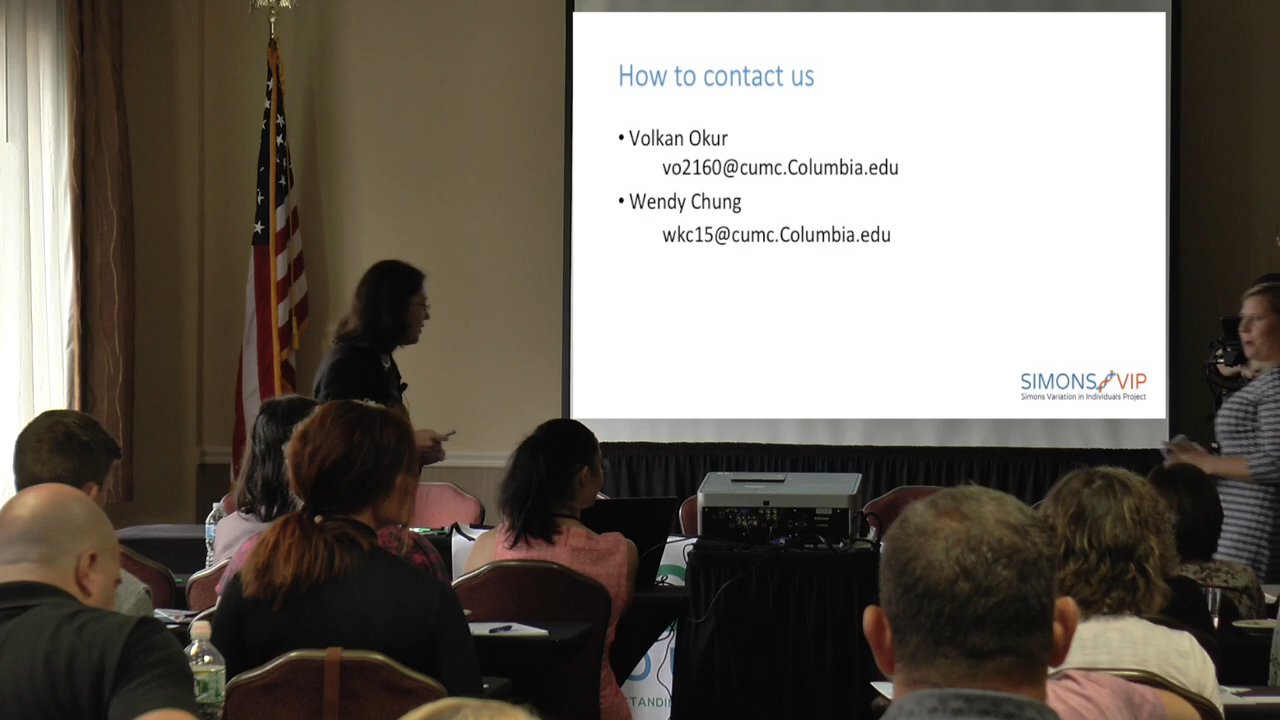 How to contact us
• Volkan Okur
vo2160@cumc.Columbia.edu
• Wendy Chung
wkc15@cumc.Columbia.edu
SIMONS VIP
Simons Variation in Individuals Project